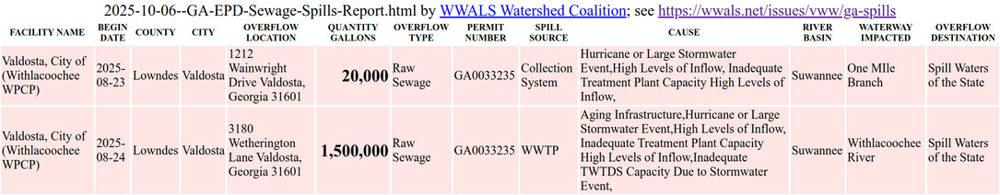 2025-10-06--GA-EPD-Sewage-Spills-Report.html by WWALS Watershed Coalition; see https://wwals.net/issues/vww/ga-spills
FACILITY NAME BEGIN DATE COUNTY CITY OVERFLOW LOCATION QUANTITY GALLONS OVERFLOW TYPE PERMIT NUMBER SPILL SOURCE CAUSE RIVER BASIN WATERWAY IMPACTED OVERFLOW DESTINATION
Valdosta, City of
(Withlacoochee
WPCP)
2025-
08-23
Lowndes
Valdosta
1212
Wainwright
Drive Valdosta,
Georgia 31601
20,000
Raw
Sewage
GA0033235
Collection
System
Hurricane or Large Stormwater
Event,High Levels of Inflow, Inadequate
Treatment Plant Capacity High Levels of
Inflow,
Suwannee
One MIle
Branch
Spill Waters
of the State
Valdosta, City of
(Withlacoochee
WPCP)
2025-
08-24
Lowndes
Valdosta
3180
Wetherington
Lane Valdosta,
Georgia 31601
1,500,000
Raw
Sewage
GA0033235
WWTP
Aging Infrastructure,Hurricane or Large
Stormwater Event,High Levels of Inflow,
Inadequate Treatment Plant Capacity
High Levels of Inflow,Inadequate
TWTDS Capacity Due to Stormwater
Event,
Suwannee
Withlacoochee
River
Spill Waters
of the State